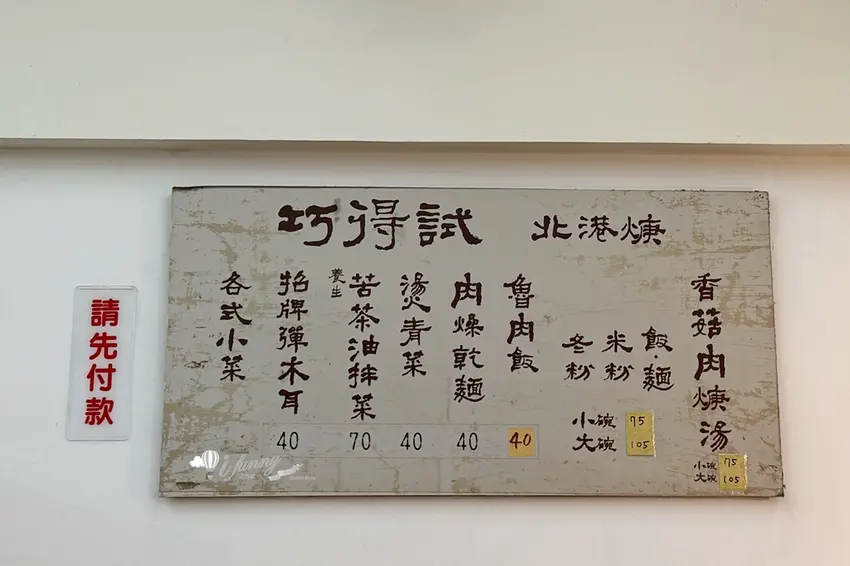 北港焿 試得巧
香菇肉焿湯
小碗 75
大碗 105
飯.麵
米粉
冬粉
小碗 75
大碗 105
魯肉飯 40
肉燥乾麵 40
燙青菜 40
養生
苦茶油拌菜 70
招牌彈木耳 40
各式小菜
請先付款
ifunny